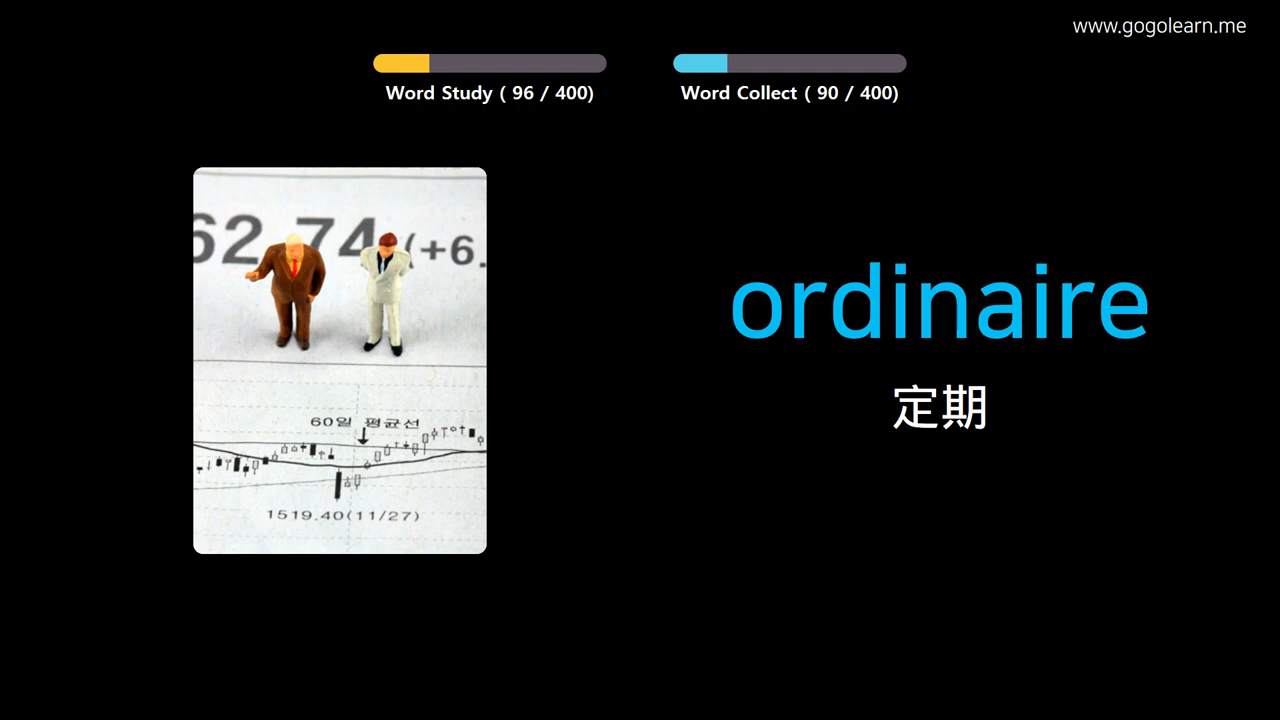 www.gogolearn.me
Word Study ( 96 / 400)
Word Collect ( 90 / 400)
62 74 (+6.
ordinaire
定期
60일 평균선
1519.40(11/27)